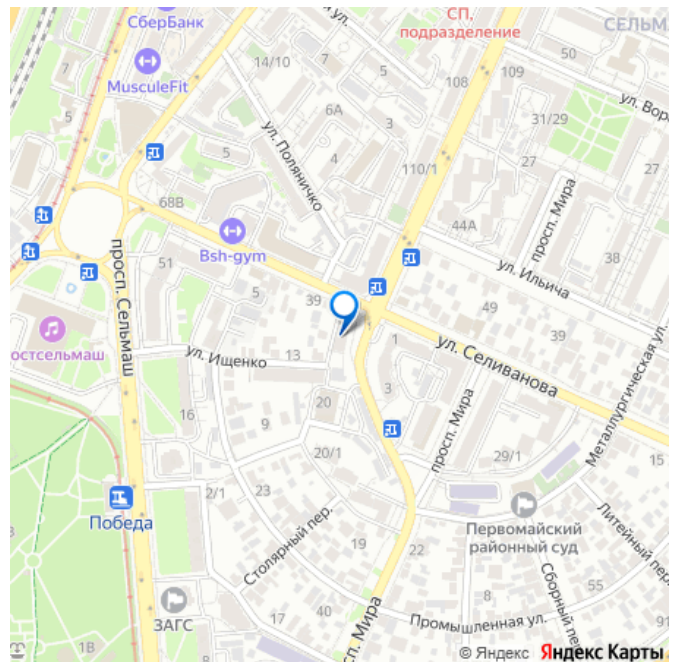 СберБанк
7
5
MusculeFit
14/10
7
6А
4
3
5
ул. Поляничко
СП,
подразделение
СЕЛЬМ
50
108
109
31/29
27
27
110/1
68В
Bsh-gym
44А
просп. Мира
38
ул. Ильича
51
5
39
49
39
просп. Сельмаш
остсельмаш
ул. Ищенко
13
1
ул. Селиванова
Металлургическая ул.
3
16
20
9
20/1
просп. Мира
29/1
15
2/1
23
Победа
Столярный пер.
19
22
Первомайский
районный суд
Литейный пер.
Сборный пер.
55
ЗАГС
17
40
8
91
1В
Промышленная ул.
сп. Мира
© Яндекс Яндекс Карты